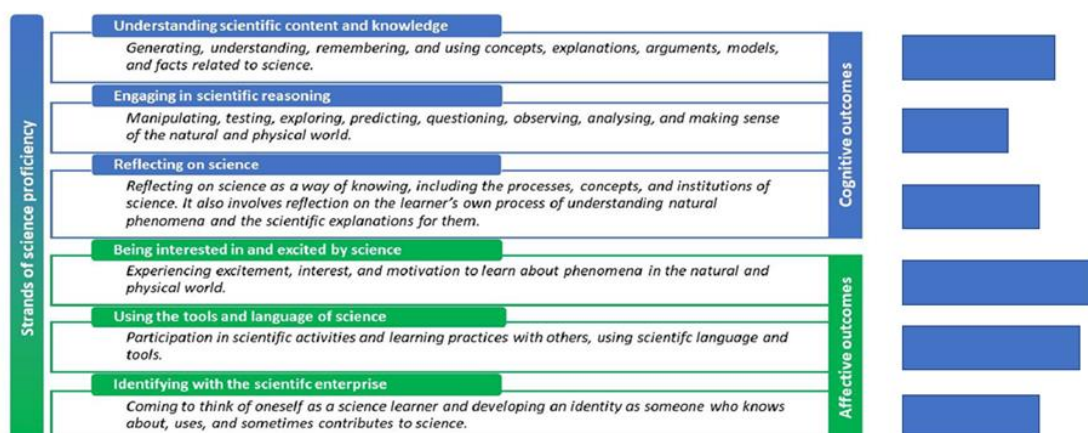 Strands of science proficiency
Understanding scientific content and knowledge
Generating, understanding, remembering, and using concepts, explanations, arguments, models,
and facts related to science.
Engaging in scientific reasoning
Manipulating, testing, exploring, predicting, questioning, observing, analysing, and making sense
of the natural and physical world.
Reflecting on science
Reflecting on science as a way of knowing, including the processes, concepts, and institutions of
science. It also involves reflection on the learner's own process of understanding natural
phenomena and the scientific explanations for them.
Cognitive outcomes
Being interested in and excited by science
Experiencing excitement, interest, and motivation to learn about phenomena in the natural and
physical world.
Using the tools and language of science
Participation in scientific activities and learning practices with others, using scientifc language and
tools.
Identifying with the scientifc enterprise
Coming to think of oneself as a science learner and developing an identity as someone who knows
about, uses, and sometimes contributes to science.
Affective outcomes